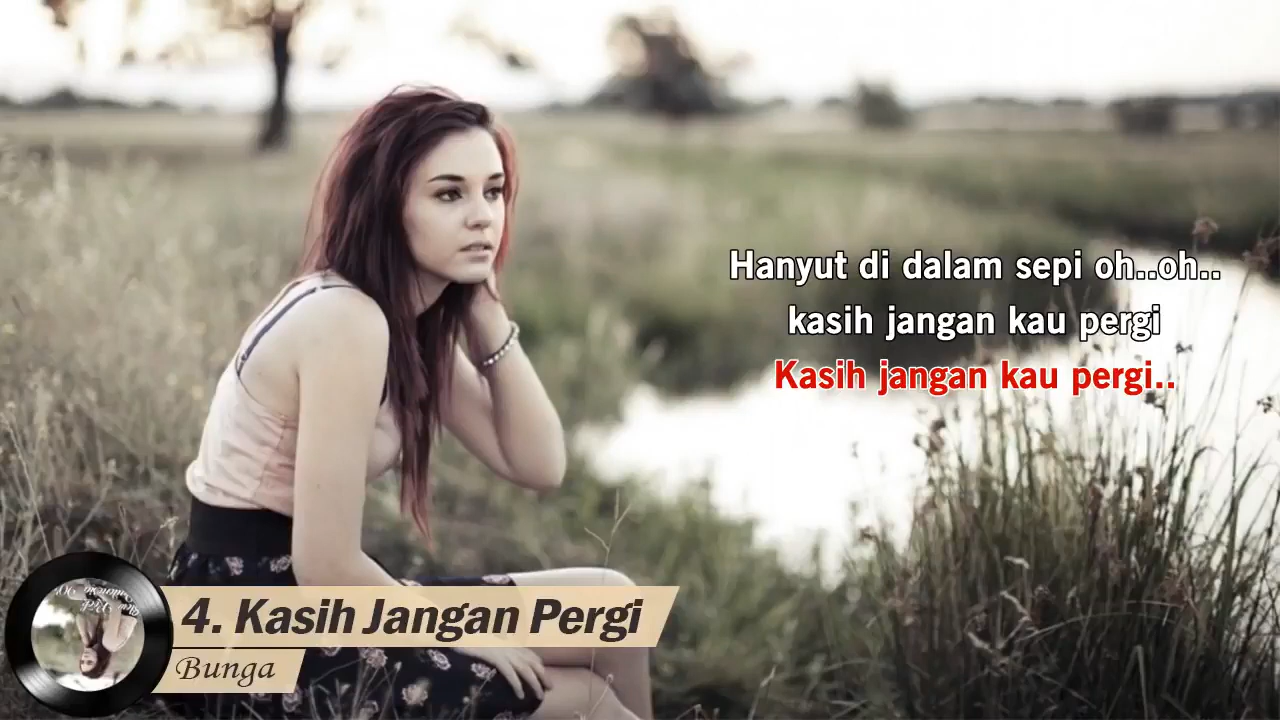 Hanyut di dalam sepi oh..oh..
kasih jangan kau pergi
Kasih jangan kau pergi..
4. Kasih Jangan Pergi
Bunga